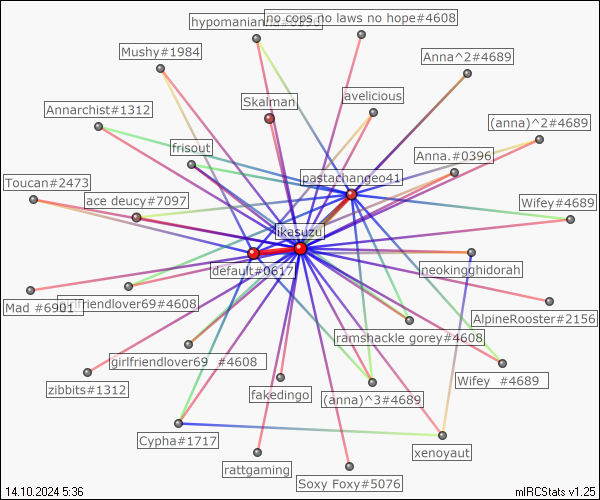 hypomanianna#0396
no cops no laws no hope#4608
Mushy#1984
Anna^2#4689
Skalman
avelicious
Annarchist#1312
(anna)^2#4689
frisout
Anna.#0396
Toucan#2473
pastachangeo41
ace deucy#7097
Wifey#4689
ikasuzu
default#0617
neokingghidorah
Mad #6901
girlfriendlover69#4608
AlpineRooster#2156
ramshackle gorey#4608
girlfriendlover69 #4608
zibbits#1312
fakedingo
(anna)^3#4689
Wifey #4689
Cypha#1717
xenoyaut
rattgaming
Soxy Foxy#5076
14.10.2024 5:36
mIRCStats v1.25